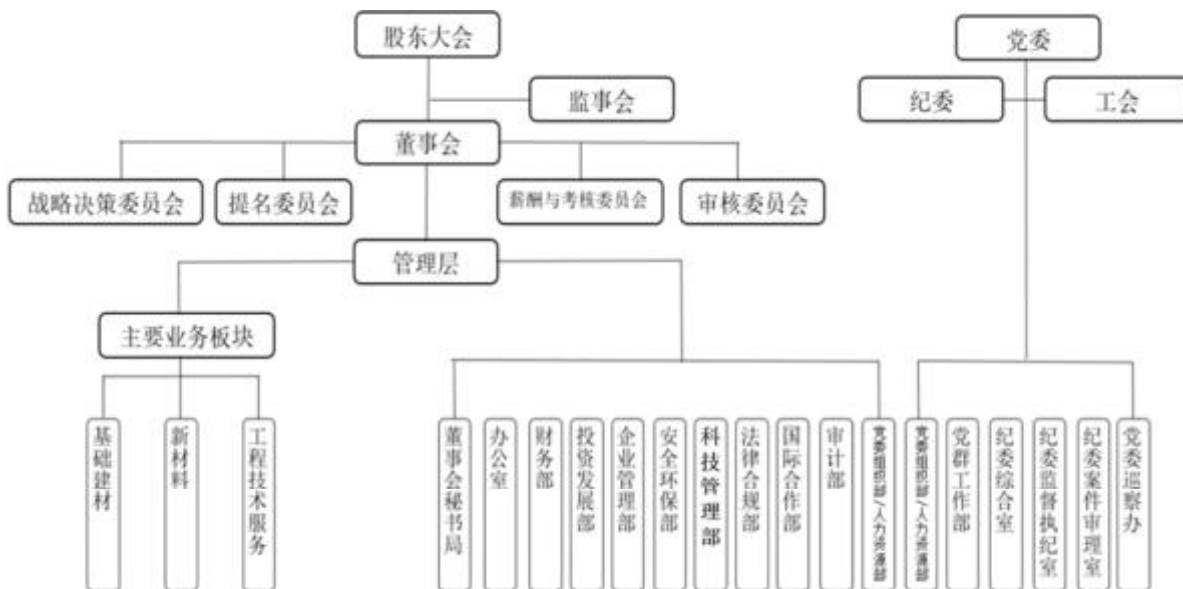 股东大会
党委
监事会
纪委
工会
董事会
战略决策委员会
提名委员会
薪酬与考核委员会
审核委员会
管理层
主要业务板块
基础建材
新材料
工程技术服务
董事会秘书局
办公室
财务部
投资发展部
企业管理部
安全环保部
科技管理部
法律合规部
国际合作部
审计部
党委组织部/人力资源部
党委组织部/人力资源部
党群工作部
纪委综合室
纪委监督执纪室
纪委案件审理室
党委巡察办